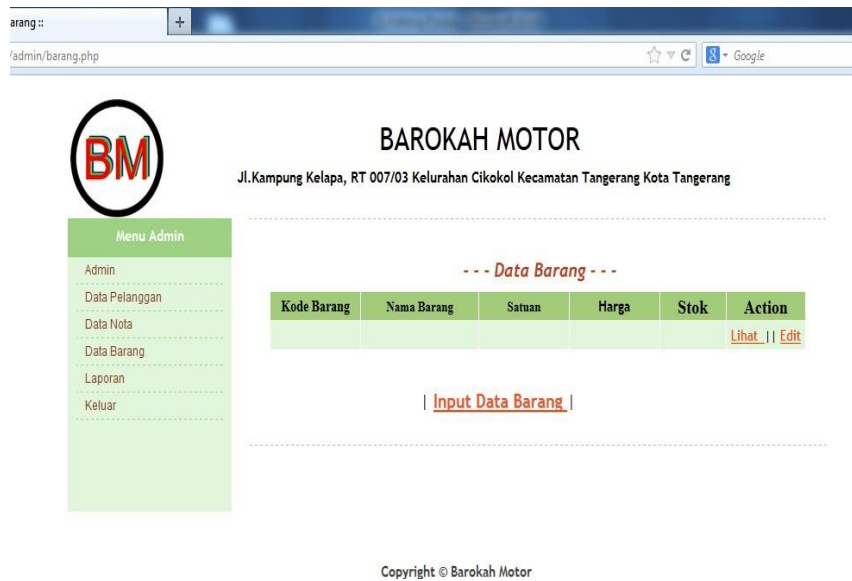 arang ::
+
/admin/barang.php
8 Google
BM
BAROKAH MOTOR
Jl.Kampung Kelapa, RT 007/03 Kelurahan Cikokol Kecamatan Tangerang Kota Tangerang
Menu Admin
Admin
Data Pelanggan
Data Nota
Data Barang
Laporan
Keluar
- - - Data Barang - - -
Kode Barang Nama Barang Satuan Harga Stok Action
Lihat || Edit
| Input Data Barang |
Copyright © Barokah Motor